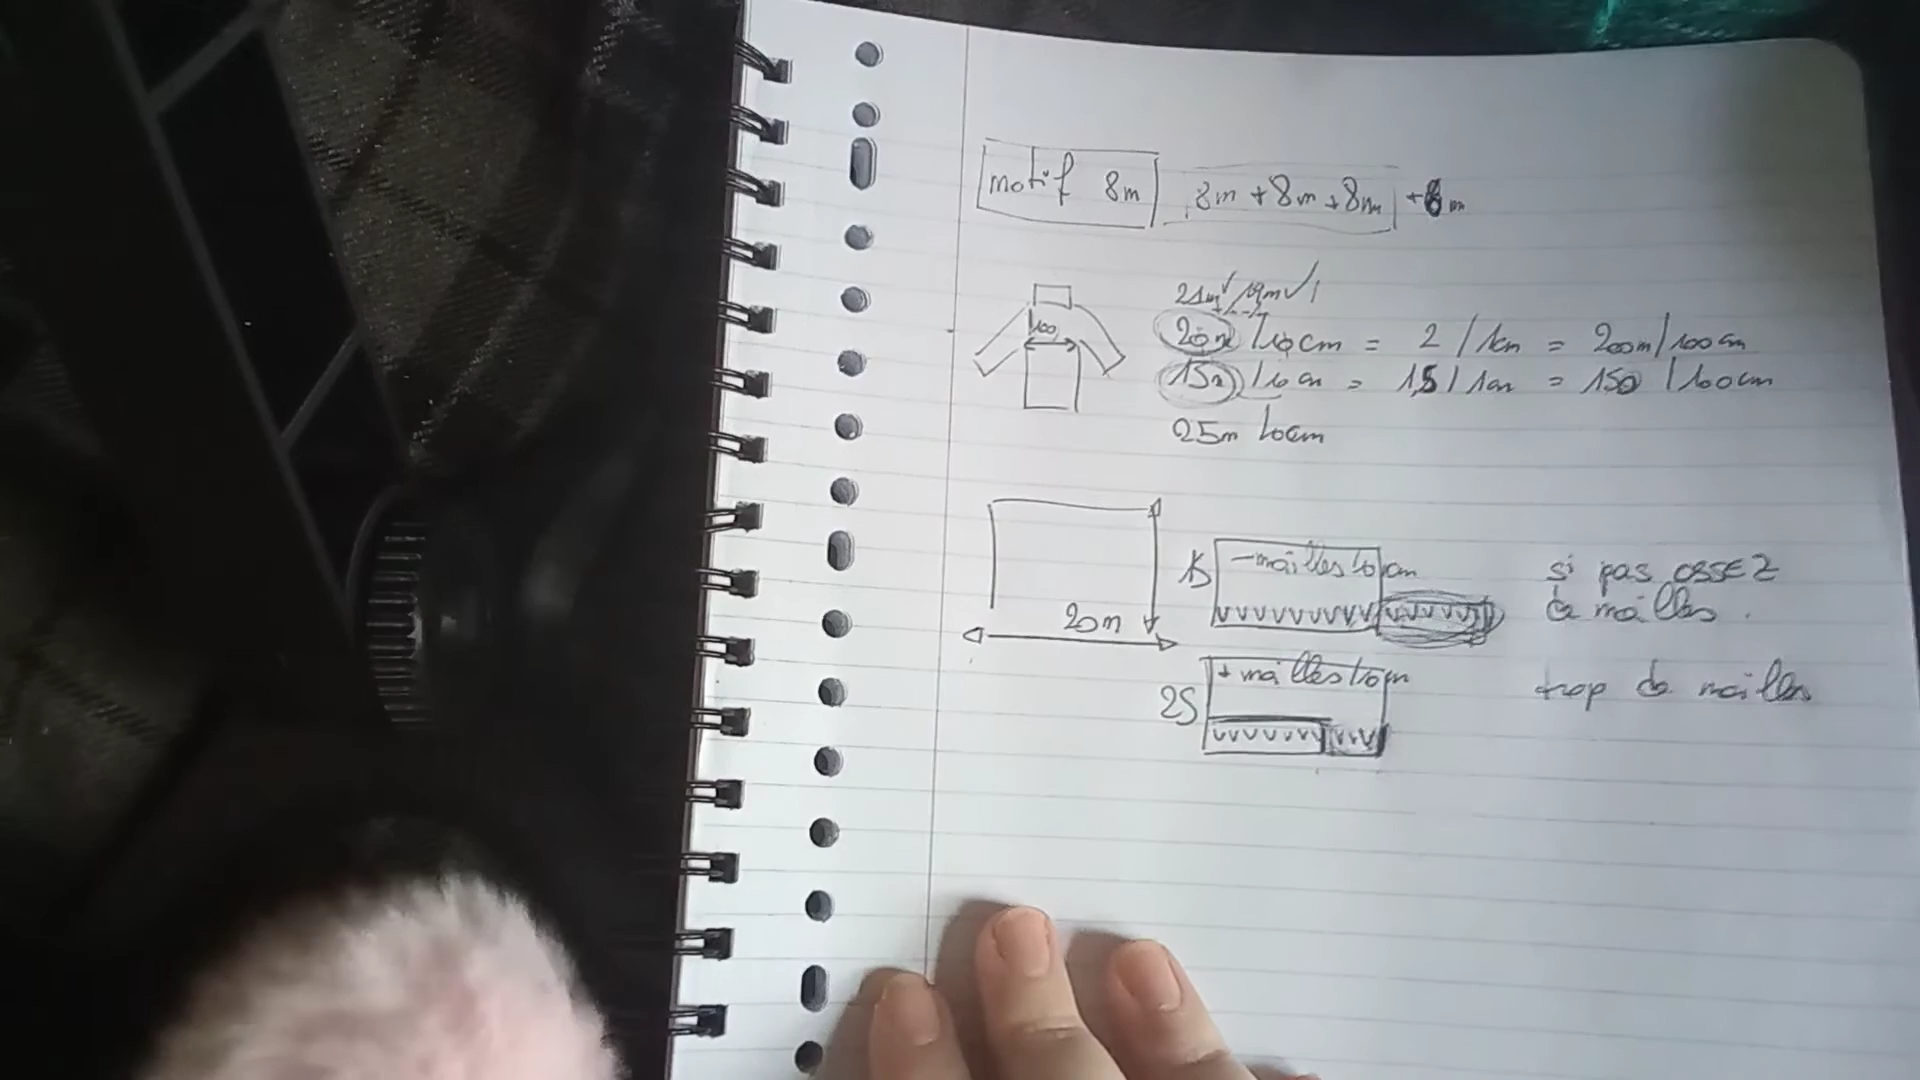 motif 8m 8m + 8m + 8m + 8m
21m / 19m
100
20m / 10cm = 2 / 1cm = 200m/100cm
15m / 10cm = 1,5 / 1cm = 150 / 100cm
25m 10cm
20m
15 - mailles 10cm
si pas assez
de mailles.
25 + mailles 10cm
trop de mailles